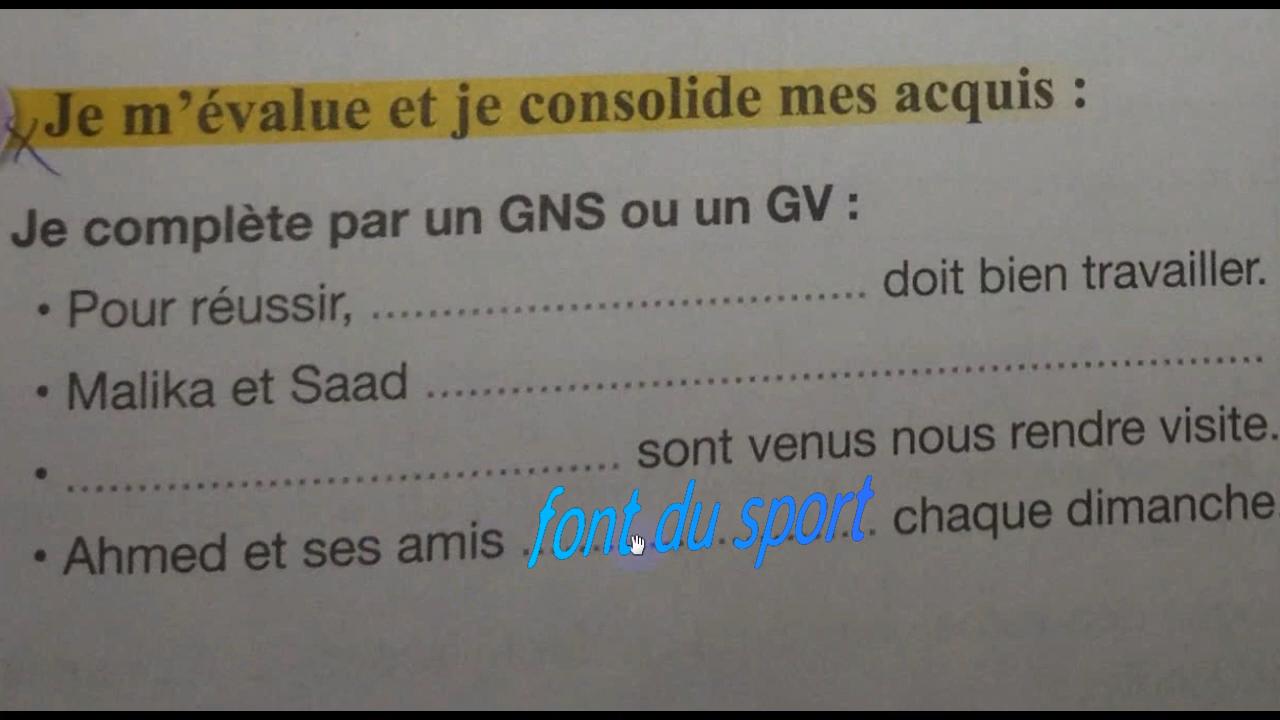 Je m'évalue et je consolide mes acquis :
Je complète par un GNS ou un GV :
• Pour réussir, ........................................ doit bien travailler.
• Malika et Saad ................................................................
• ........................................ sont venus nous rendre visite.
• Ahmed et ses amis font du sport chaque dimanche